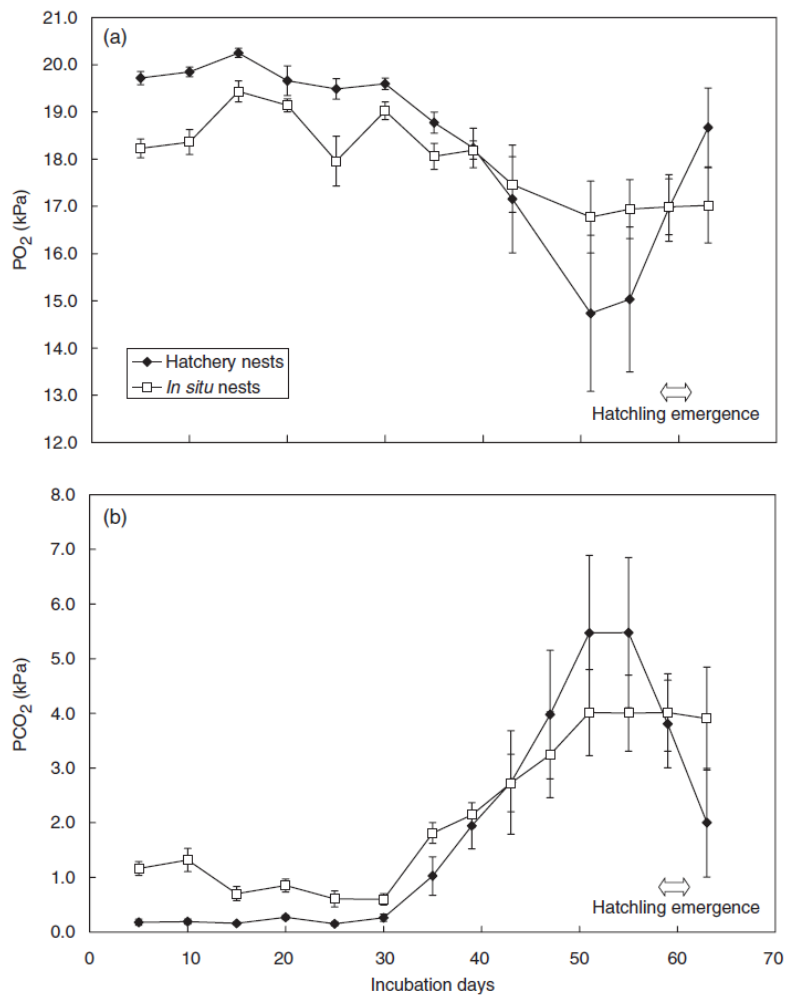 (a)
21.0
20.0
19.0
18.0
17.0
16.0
15.0
14.0
13.0
12.0
PO2 (kPa)
Hatchery nests
In situ nests
Hatchling emergence
(b)
8.0
7.0
6.0
5.0
4.0
3.0
2.0
1.0
0.0
PCO2 (kPa)
Hatchling emergence
0 10 20 30 40 50 60 70
Incubation days